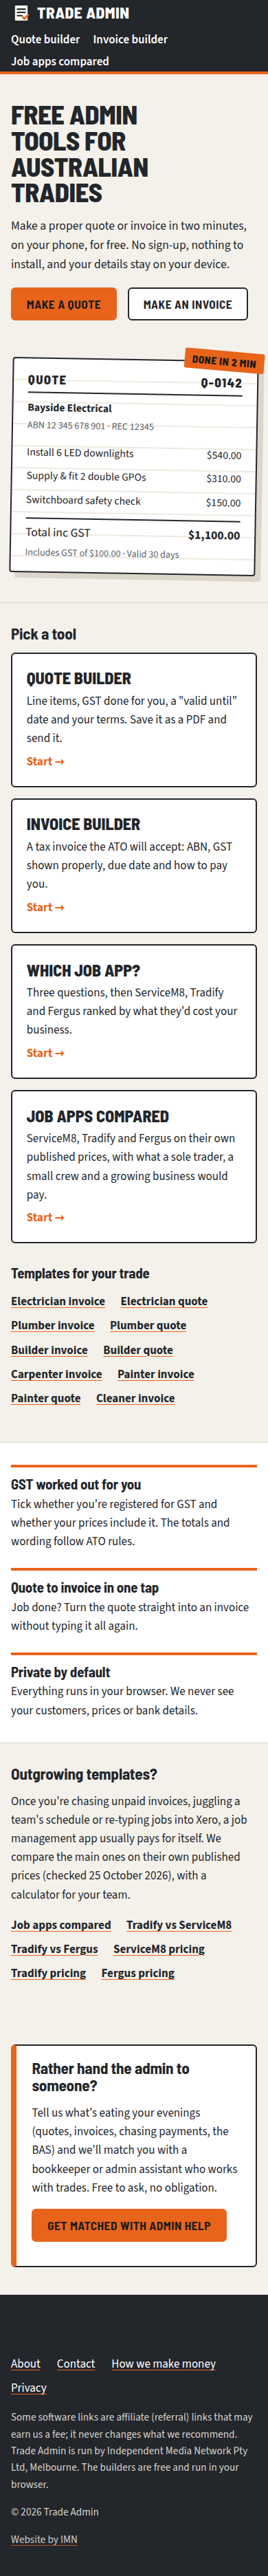 TRADE ADMIN
Quote builder Invoice builder
Job apps compared
FREE ADMIN
TOOLS FOR
AUSTRALIAN
TRADIES
Make a proper quote or invoice in two minutes,
on your phone, for free. No sign-up, nothing to
install, and your details stay on your device.
MAKE A QUOTE MAKE AN INVOICE
DONE IN 2 MIN
QUOTE Q-0142
Bayside Electrical
ABN 12 345 678 901 · REC 12345
Install 6 LED downlights $540.00
Supply & fit 2 double GPOs $310.00
Switchboard safety check $150.00
Total inc GST $1,100.00
Includes GST of $100.00 · Valid 30 days
Pick a tool
QUOTE BUILDER
Line items, GST done for you, a "valid until"
date and your terms. Save it as a PDF and
send it.
Start →
INVOICE BUILDER
A tax invoice the ATO will accept: ABN, GST
shown properly, due date and how to pay
you.
Start →
WHICH JOB APP?
Three questions, then ServiceM8, Tradify
and Fergus ranked by what they'd cost your
business.
Start →
JOB APPS COMPARED
ServiceM8, Tradify and Fergus on their own
published prices, with what a sole trader, a
small crew and a growing business would
pay.
Start →
Templates for your trade
Electrician invoice Electrician quote
Plumber invoice Plumber quote
Builder invoice Builder quote
Carpenter invoice Painter invoice
Painter quote Cleaner invoice
GST worked out for you
Tick whether you're registered for GST and
whether your prices include it. The totals and
wording follow ATO rules.
Quote to invoice in one tap
Job done? Turn the quote straight into an invoice
without typing it all again.
Private by default
Everything runs in your browser. We never see
your customers, prices or bank details.
Outgrowing templates?
Once you're chasing unpaid invoices, juggling a
team's schedule or re-typing jobs into Xero, a job
management app usually pays for itself. We
compare the main ones on their own published
prices (checked 25 October 2026), with a
calculator for your team.
Job apps compared Tradify vs ServiceM8
Tradify vs Fergus ServiceM8 pricing
Tradify pricing Fergus pricing
Rather hand the admin to
someone?
Tell us what's eating your evenings
(quotes, invoices, chasing payments, the
BAS) and we'll match you with a
bookkeeper or admin assistant who works
with trades. Free to ask, no obligation.
GET MATCHED WITH ADMIN HELP
About Contact How we make money
Privacy
Some software links are affiliate (referral) links that may
earn us a fee; it never changes what we recommend.
Trade Admin is run by Independent Media Network Pty
Ltd, Melbourne. The builders are free and run in your
browser.
© 2026 Trade Admin
Website by IMN